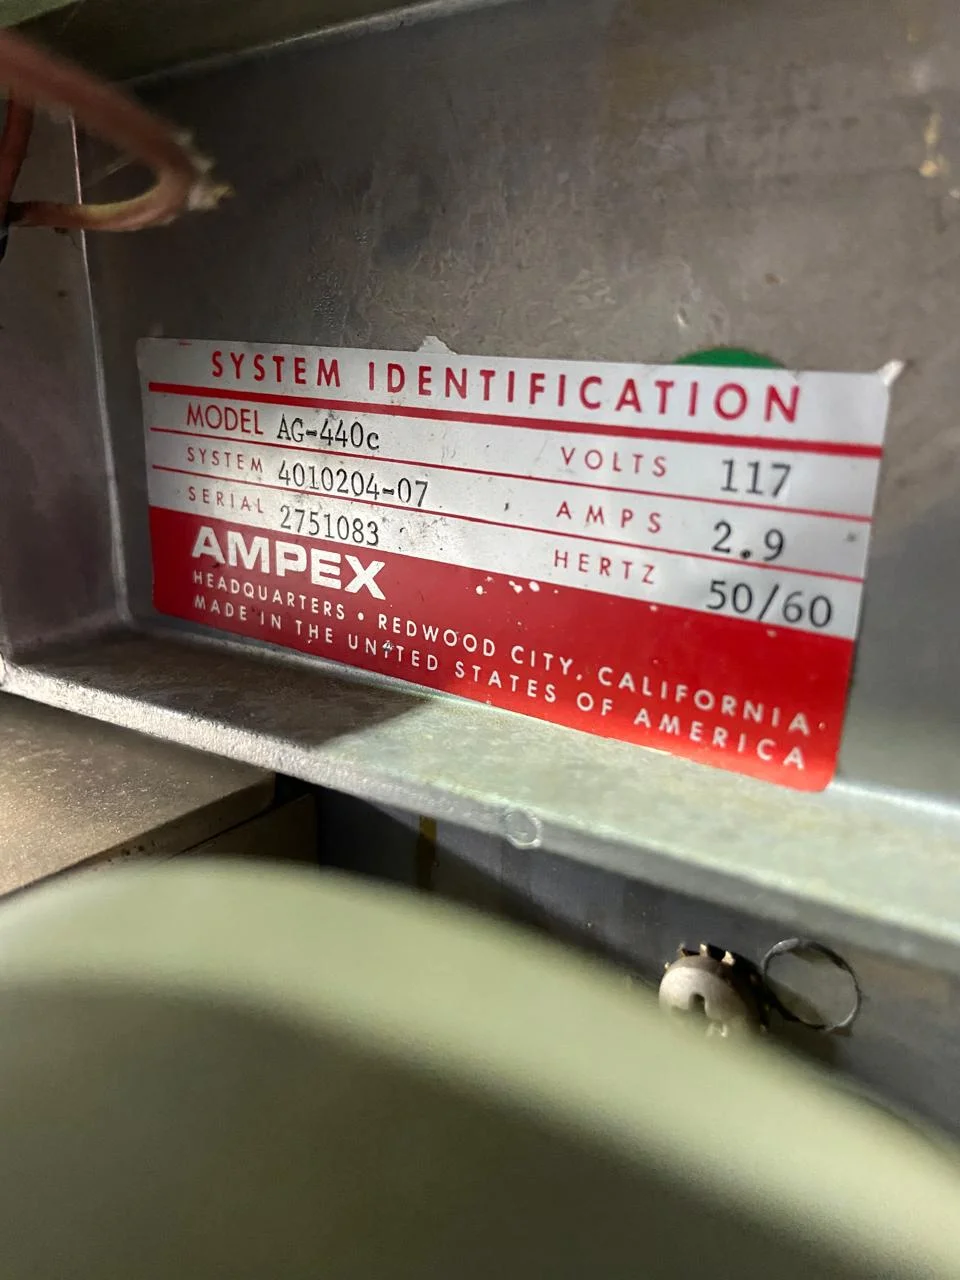 SYSTEM IDENTIFICATION
MODEL AG-440c
VOLTS 117
SYSTEM 4010204-07
AMPS 2.9
SERIAL 2751083
HERTZ 50/60
AMPEX
HEADQUARTERS • REDWOOD CITY, CALIFORNIA
MADE IN THE UNITED STATES OF AMERICA